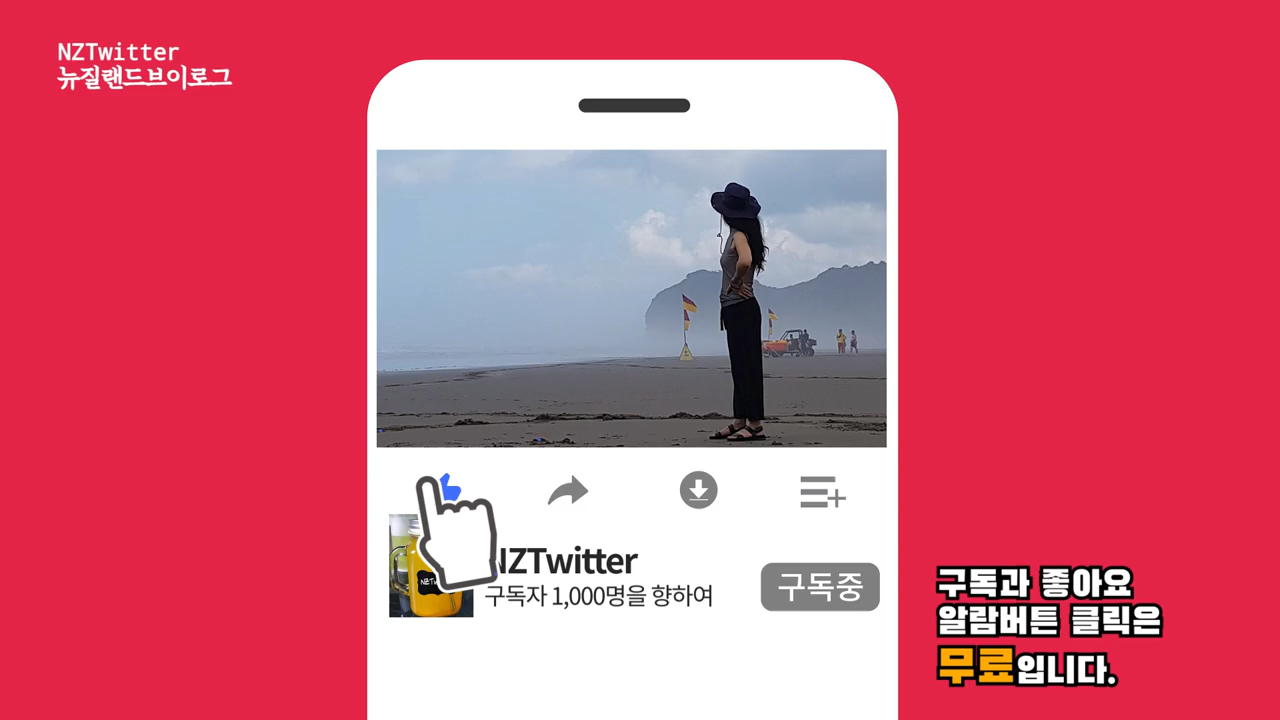 NZTwitter
뉴질랜드브이로그
NZTwitter
구독자 1,000명을 향하여
구독중
구독과 좋아요
알람버튼 클릭은
무료입니다.